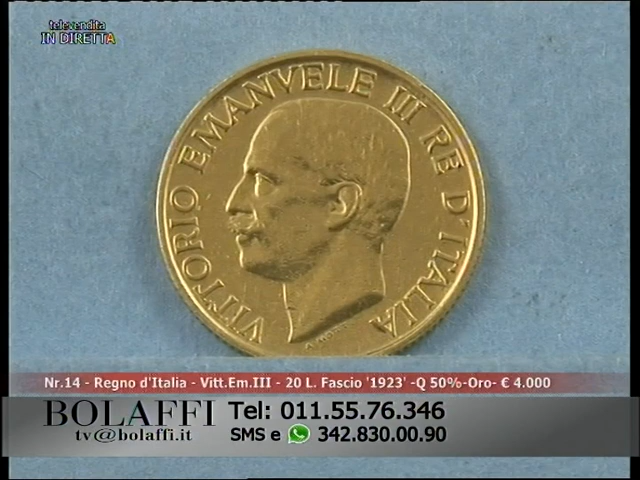 televendita
IN DIRETTA
VITTORIO EMANVELE III RE D'ITALIA
Nr.14 - Regno d'Italia - Vitt.Em.III - 20 L. Fascio '1923' -Q 50%-Oro- € 4.000
BOLAFFI
tv@bolaffi.it
Tel: 011.55.76.346
SMS e 342.830.00.90